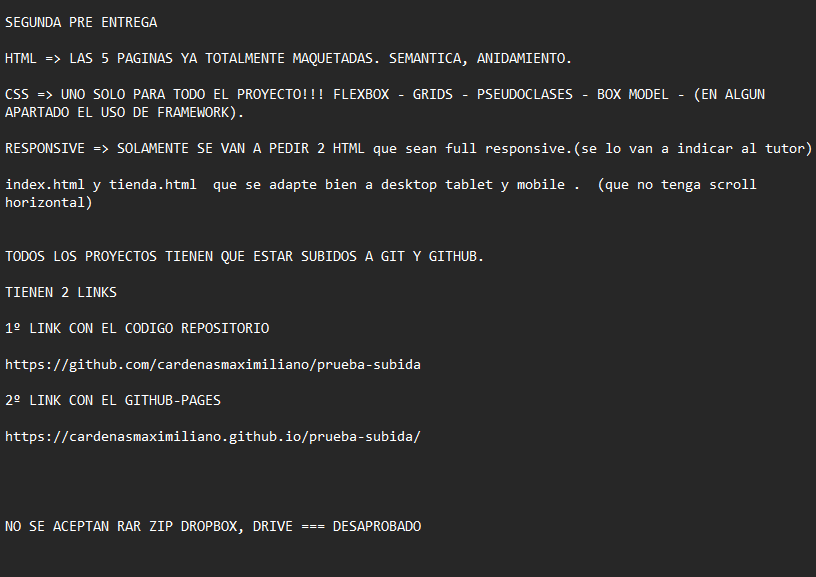 SEGUNDA PRE ENTREGA
HTML => LAS 5 PAGINAS YA TOTALMENTE MAQUETADAS. SEMANTICA, ANIDAMIENTO.
CSS => UNO SOLO PARA TODO EL PROYECTO!!! FLEXBOX - GRIDS - PSEUDOCLASES - BOX MODEL - (EN ALGUN
APARTADO EL USO DE FRAMEWORK).
RESPONSIVE => SOLAMENTE SE VAN A PEDIR 2 HTML que sean full responsive.(se lo van a indicar al tutor)
index.html y tienda.html  que se adapte bien a desktop tablet y mobile .  (que no tenga scroll
horizontal)
TODOS LOS PROYECTOS TIENEN QUE ESTAR SUBIDOS A GIT Y GITHUB.
TIENEN 2 LINKS
1º LINK CON EL CODIGO REPOSITORIO
https://github.com/cardenasmaximiliano/prueba-subida
2º LINK CON EL GITHUB-PAGES
https://cardenasmaximiliano.github.io/prueba-subida/
NO SE ACEPTAN RAR ZIP DROPBOX, DRIVE === DESAPROBADO